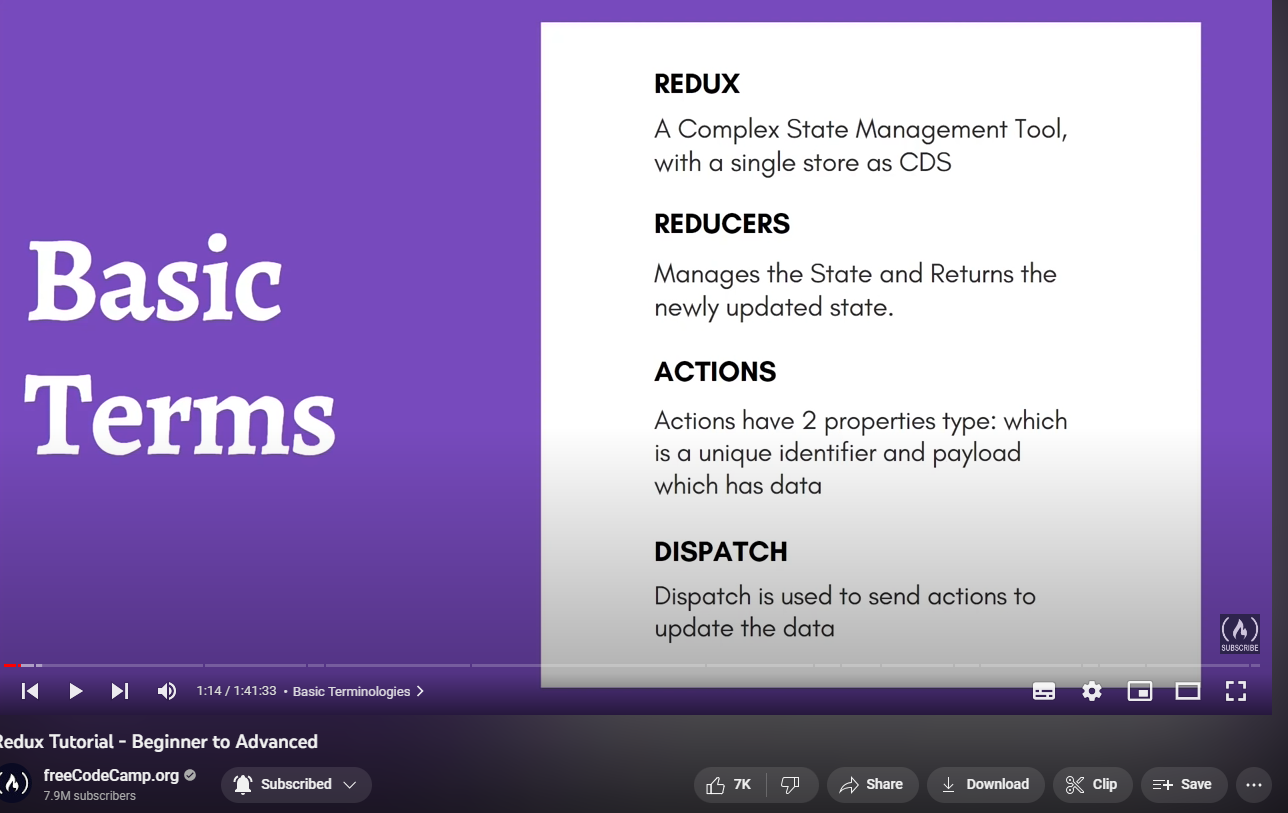 Basic
Terms
REDUX
A Complex State Management Tool,
with a single store as CDS
REDUCERS
Manages the State and Returns the
newly updated state.
ACTIONS
Actions have 2 properties type: which
is a unique identifier and payload
which has data
DISPATCH
Dispatch is used to send actions to
update the data
SUBSCRIBE
1:14 / 1:41:33 • Basic Terminologies
Redux Tutorial - Beginner to Advanced
freeCodeCamp.org
7.9M subscribers
Subscribed
7K
Share
Download
Clip
Save